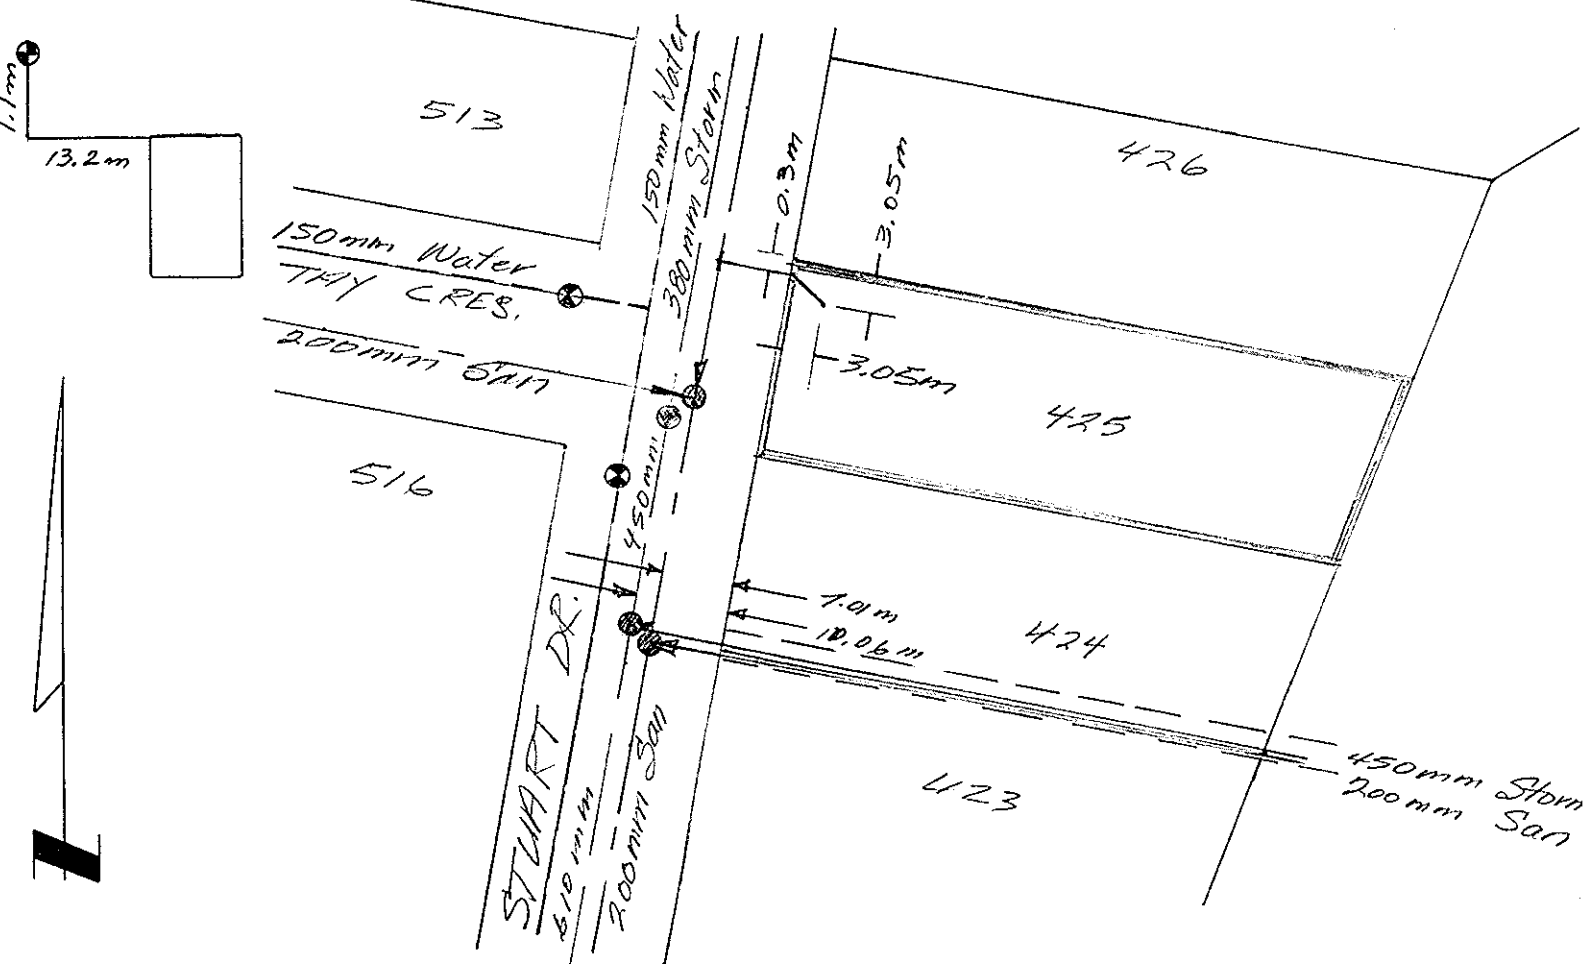 1.1m
13.2m
513
150mm Water
380mm Storm
0.3m
3.05m
426
150mm Water
TAY CRES.
200mm San
3.05m
425
516
450mm
7.01m
10.06m
424
STUART DR.
610mm
200mm San
423
450mm Storm
200mm San